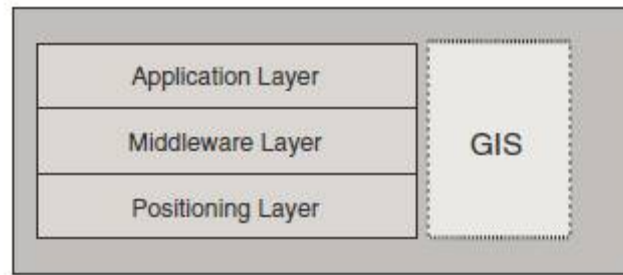 Application Layer
Middleware Layer
GIS
Positioning Layer